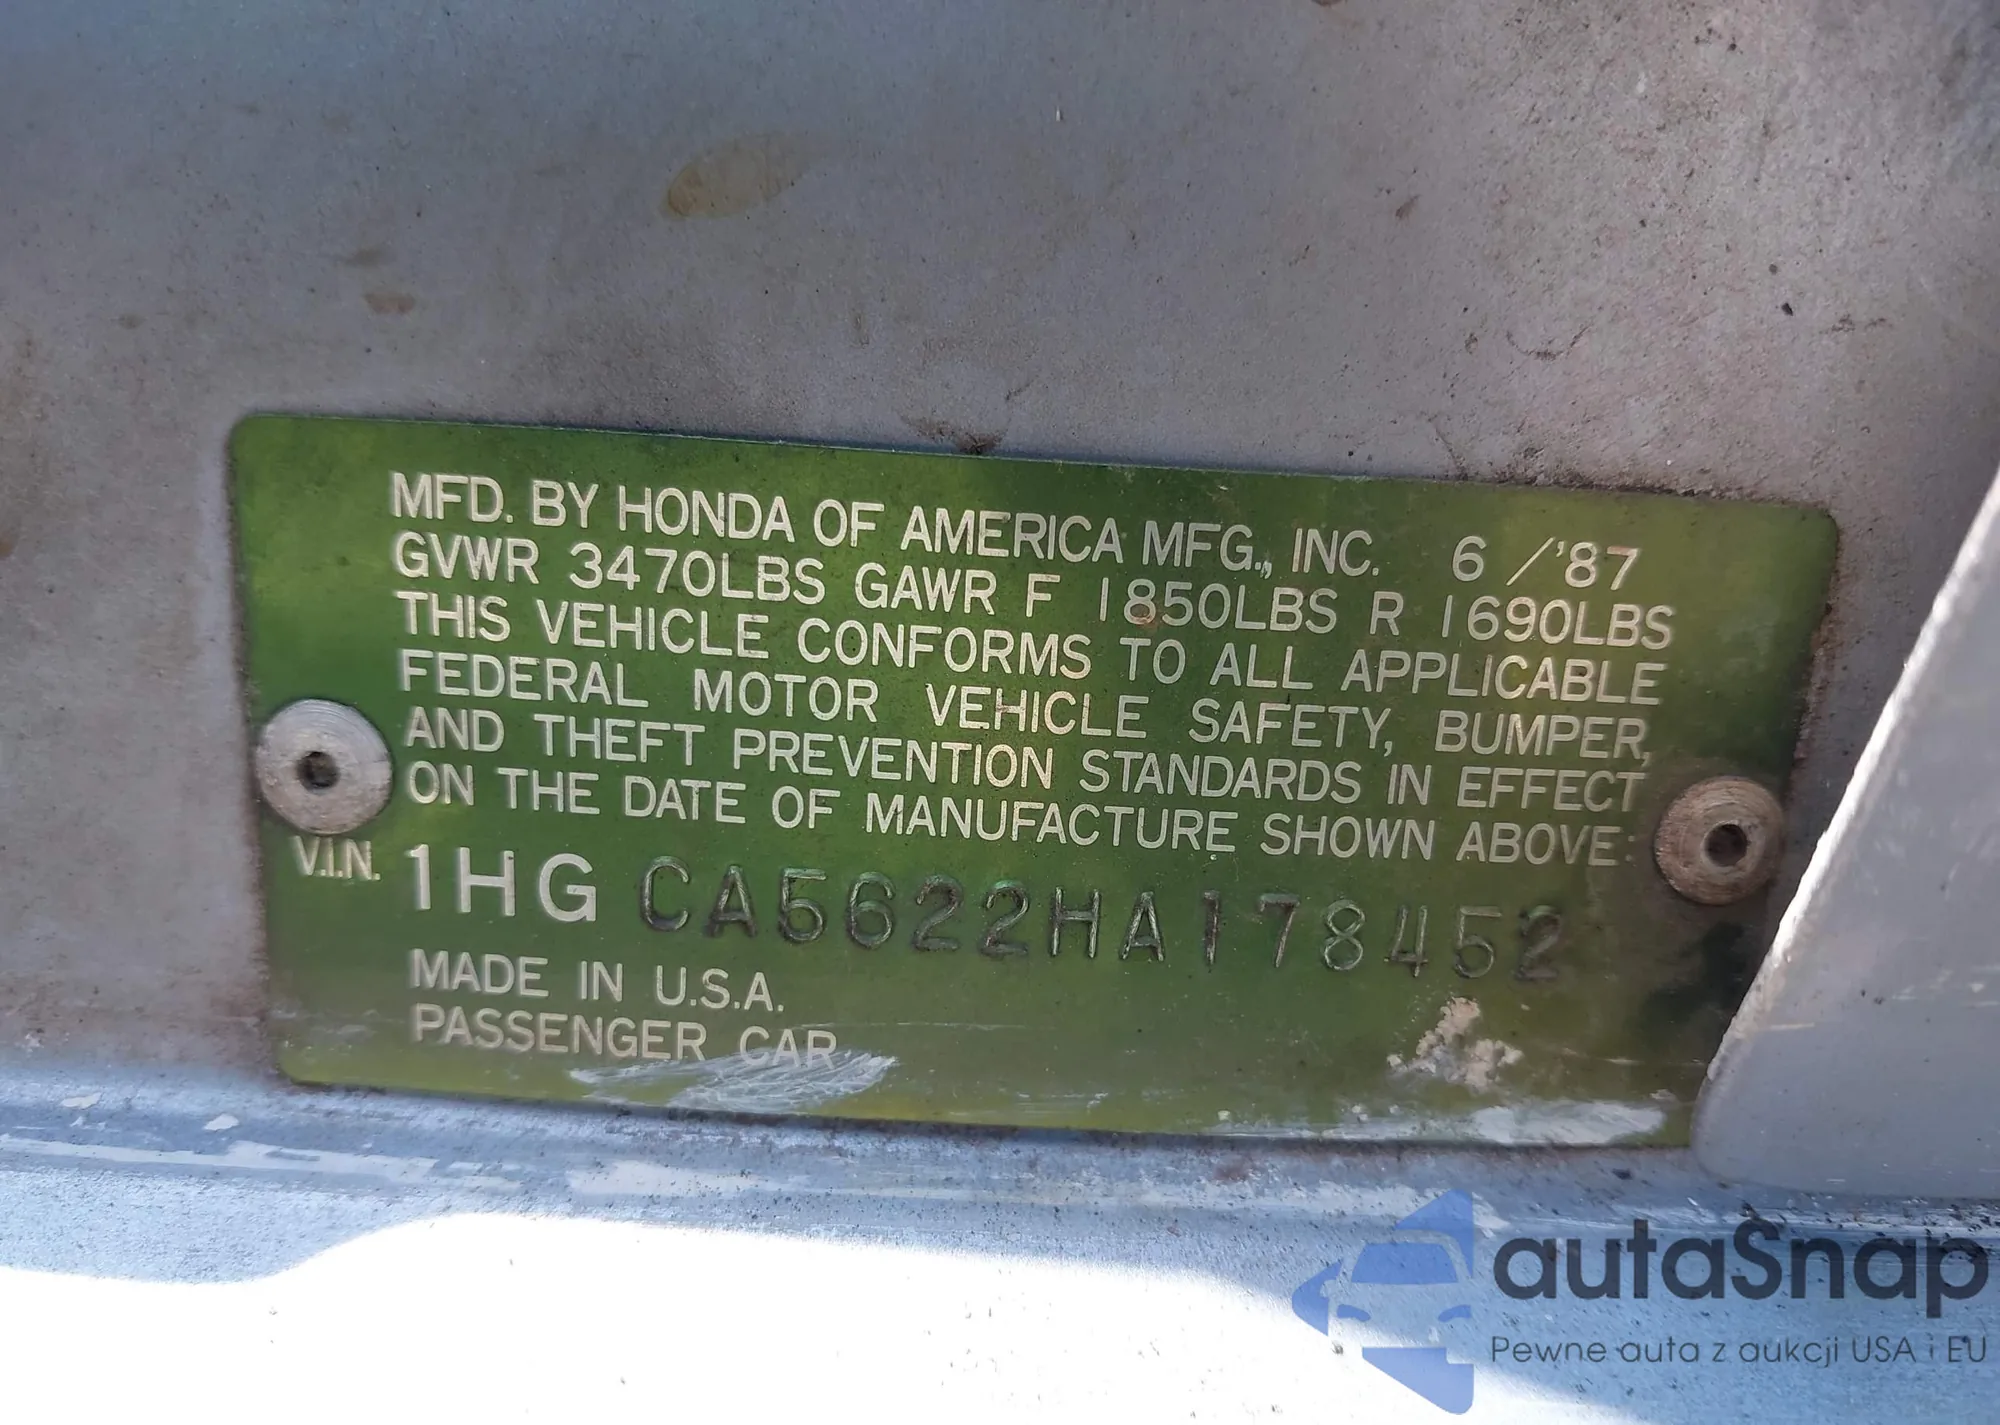 MFD. BY HONDA OF AMERICA MFG., INC. 6 /'87
GVWR 3470LBS GAWR F 1850LBS R 1690LBS
THIS VEHICLE CONFORMS TO ALL APPLICABLE
FEDERAL MOTOR VEHICLE SAFETY, BUMPER,
AND THEFT PREVENTION STANDARDS IN EFFECT
ON THE DATE OF MANUFACTURE SHOWN ABOVE:
V.I.N. 1HG CA5622HA178452
MADE IN U.S.A.
PASSENGER CAR
autaSnap
Pewne auta z aukcji USA i EU